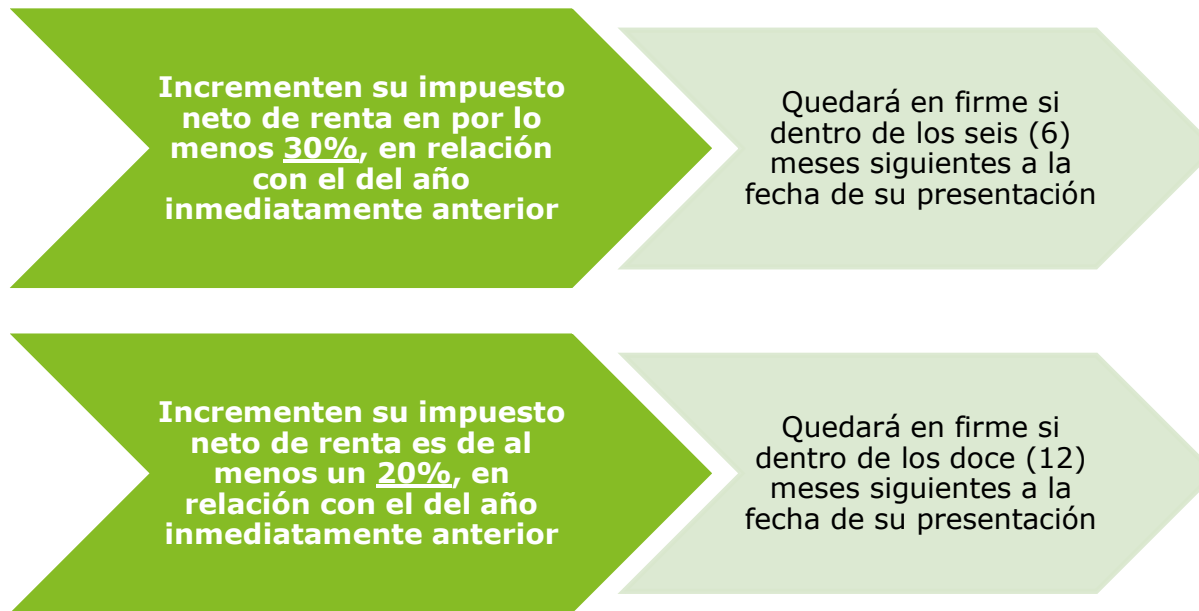 Incrementen su impuesto
neto de renta en por lo
menos 30%, en relación
con el del año
inmediatamente anterior
Quedará en firme si
dentro de los seis (6)
meses siguientes a la
fecha de su presentación
Incrementen su impuesto
neto de renta es de al
menos un 20%, en
relación con el del año
inmediatamente anterior
Quedará en firme si
dentro de los doce (12)
meses siguientes a la
fecha de su presentación